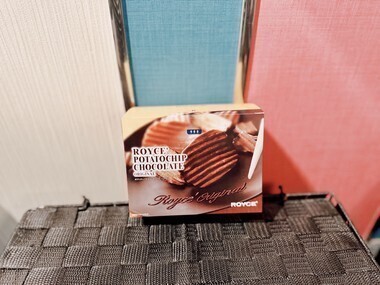 ROYCE'
POTATOCHIP
CHOCOLATE
ORIGINAL
Royce' Original
ROYCE'